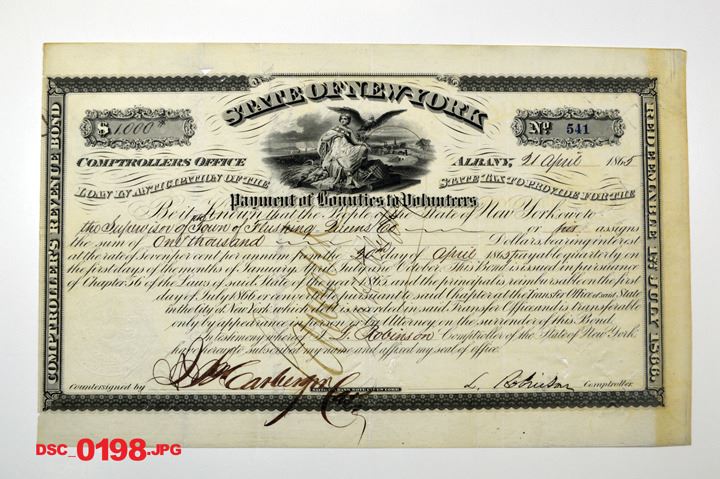 STATE OF NEW YORK
$ 1000
No 541
COMPTROLLERS OFFICE
ALBANY, 21 April 1865
LOAN IN ANTICIPATION OF THE
STATE TAX TO PROVIDE FOR THE
Payment of Bounties to Volunteers
Be it known that the People of the State of New York owe to
the Supervisor of Town of Flushing Queens Co or his assigns
the sum of One thousand Dollars, bearing interest
at the rate of seven per cent per annum from the day of April 1865 payable quarterly on
the first days of the months of January, July and October. This Bond is issued in pursuance
of Chapter 56 of the Laws of said State 1865 and the principal is reimbursable on the first
day of July 1866 or pursuant to said Chapter at the Transfer Office of said State
in the City of New York which is recorded in said Transfer Office and is transferable
only by appearance in person or by Attorney on the surrender of this Bond.
In testimony where L. Robinson Comptroller of the State of New York,
have hereunto subscribed my name and affixed my seal of office.
Countersigned by
L. Robinson Comptroller
COMPTROLLER'S REVENUE BOND
REDEEMABLE 1st JULY 1866.
DSC_0198.JPG